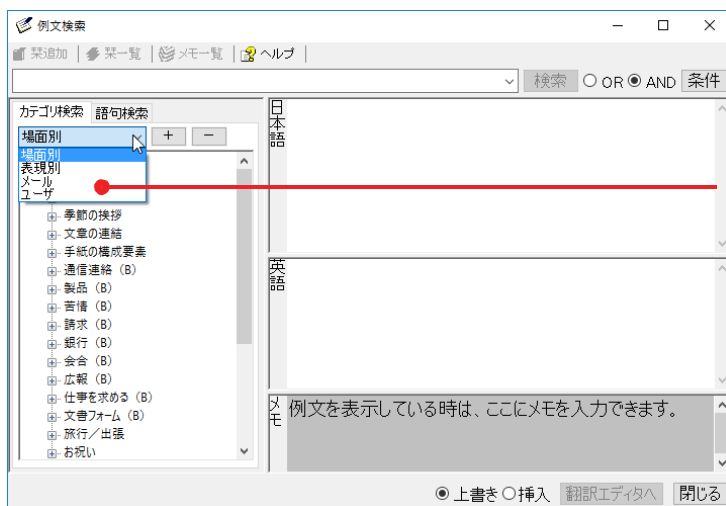 例文検索
栞追加 栞一覧 メモ一覧 ヘルプ
検索 OR AND 条件
カテゴリ検索 語句検索
場面別 + −
場面別
表現別
メール
ユーザ
季節の挨拶
文章の連結
手紙の構成要素
通信連絡 (B)
製品 (B)
苦情 (B)
請求 (B)
銀行 (B)
会合 (B)
広報 (B)
仕事を求める (B)
文書フォーム (B)
旅行／出張
お祝い
日本語
英語
メモ
例文を表示している時は、ここにメモを入力できます。
上書き 挿入 翻訳エディタへ 閉じる